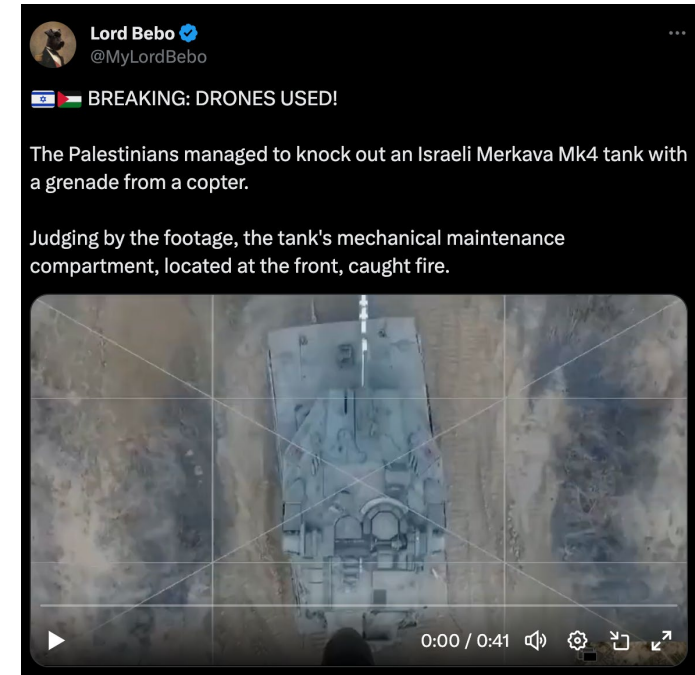 Lord Bebo
@MyLordBebo
🇮🇱🇵🇸 BREAKING: DRONES USED!
The Palestinians managed to knock out an Israeli Merkava Mk4 tank with
a grenade from a copter.
Judging by the footage, the tank's mechanical maintenance
compartment, located at the front, caught fire.
0:00 / 0:41